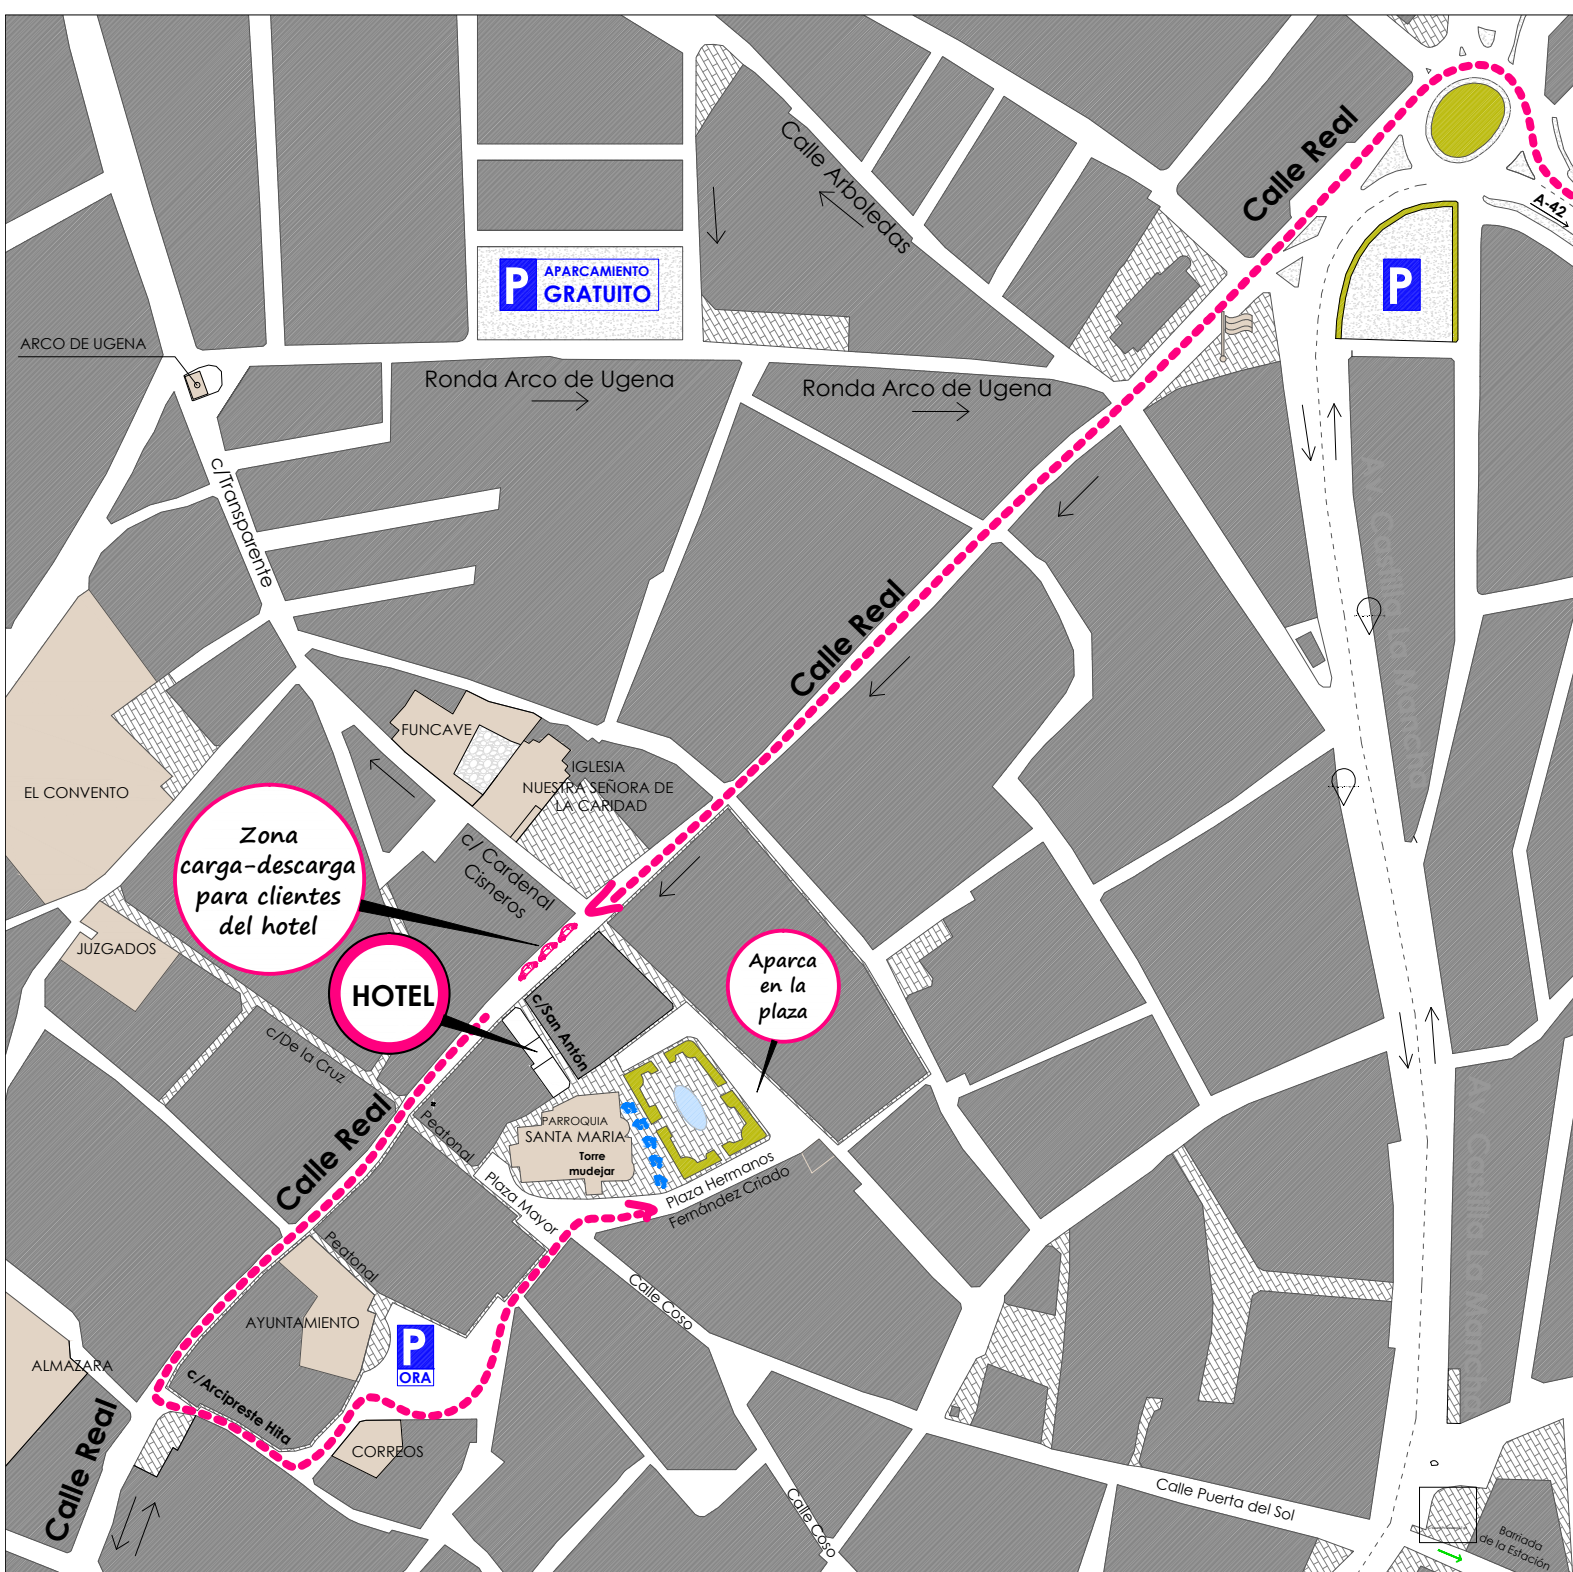 Calle Real
A-42
Calle Arboledas
P
APARCAMIENTO
GRATUITO
P
ARCO DE UGENA
Ronda Arco de Ugena
Ronda Arco de Ugena
c/Transparente
Av Castilla La Mancha
Calle Real
FUNCAVE
IGLESIA
NUESTRA SEÑORA DE
LA CARIDAD
EL CONVENTO
Zona
carga-descarga
para clientes
del hotel
c/ Cardenal
Cisneros
JUZGADOS
HOTEL
Aparca
en la
plaza
c/San Antón
c/De la Cruz
Calle Real
Peatonal
PARROQUIA
SANTA MARIA
Torre
mudejar
Plaza Mayor
Plaza Hermanos
Fernández Criado
Av Castilla La Mancha
Peatonal
Calle Coso
AYUNTAMIENTO
P
ORA
ALMAZARA
c/Arcipreste Hita
CORREOS
Calle Real
Calle Coso
Calle Puerta del Sol
Barriada
de la Estación